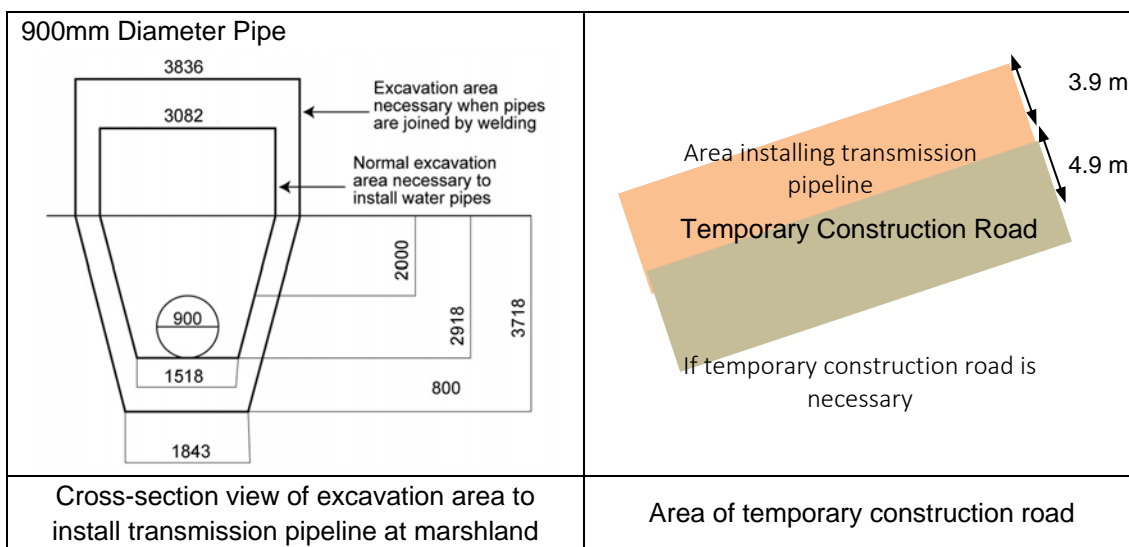 900mm Diameter Pipe
3836
Excavation area
necessary when pipes
are joined by welding
3082
Normal excavation
area necessary to
install water pipes
2000
900
2918
3718
1518
800
1843
3.9 m
Area installing transmission
pipeline
4.9 m
Temporary Construction Road
If temporary construction road is
necessary
Cross-section view of excavation area to
install transmission pipeline at marshland
Area of temporary construction road